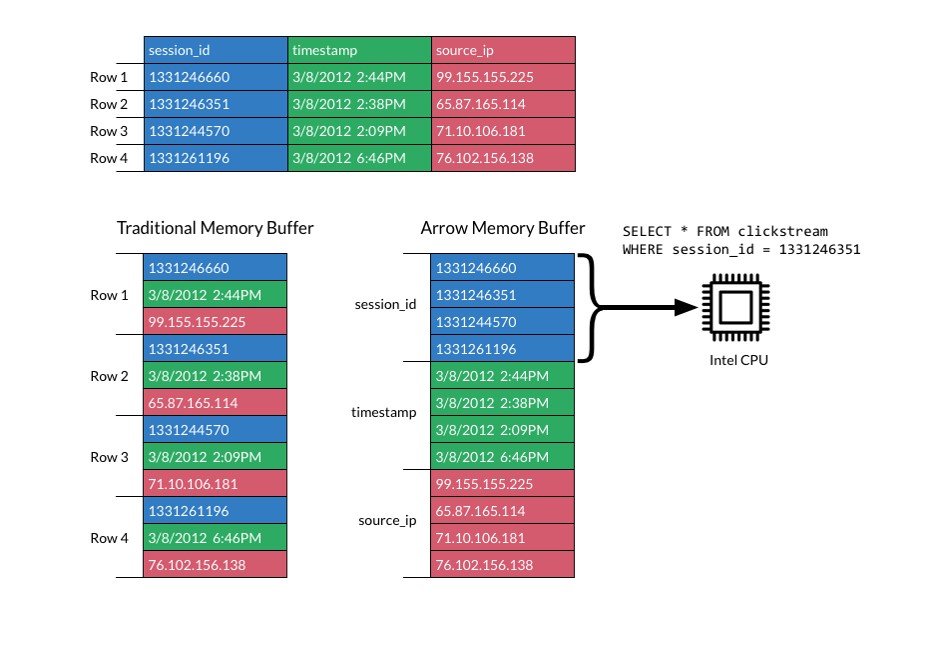 session_id timestamp source_ip
Row 1 1331246660 3/8/2012 2:44PM 99.155.155.225
Row 2 1331246351 3/8/2012 2:38PM 65.87.165.114
Row 3 1331244570 3/8/2012 2:09PM 71.10.106.181
Row 4 1331261196 3/8/2012 6:46PM 76.102.156.138
Traditional Memory Buffer
Row 1
1331246660
3/8/2012 2:44PM
99.155.155.225
Row 2
1331246351
3/8/2012 2:38PM
65.87.165.114
Row 3
1331244570
3/8/2012 2:09PM
71.10.106.181
Row 4
1331261196
3/8/2012 6:46PM
76.102.156.138
Arrow Memory Buffer
session_id
1331246660
1331246351
1331244570
1331261196
timestamp
3/8/2012 2:44PM
3/8/2012 2:38PM
3/8/2012 2:09PM
3/8/2012 6:46PM
source_ip
99.155.155.225
65.87.165.114
71.10.106.181
76.102.156.138
SELECT * FROM clickstream
WHERE session_id = 1331246351
Intel CPU